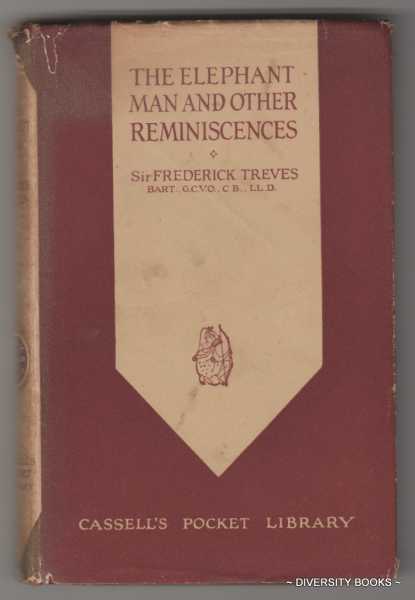 THE ELEPHANT
MAN AND OTHER
REMINISCENCES
Sir FREDERICK TREVES
BART., G.C.V.O., C.B., LL.D.
CASSELL'S POCKET LIBRARY
~ DIVERSITY BOOKS ~